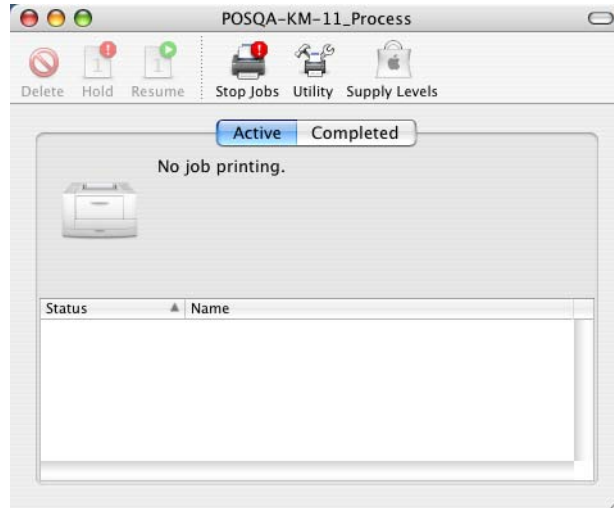 POSQA-KM-11_Process
Delete Hold Resume Stop Jobs Utility Supply Levels
Active Completed
No job printing.
Status Name